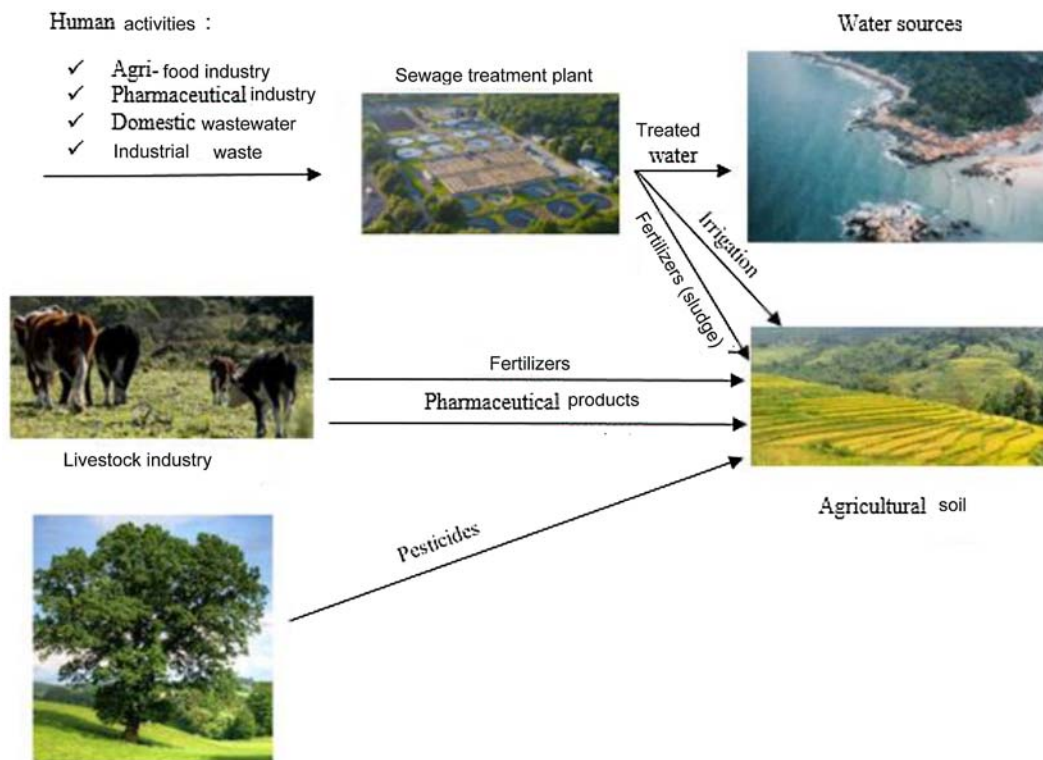 Human activities :
✓ Agri- food industry
✓ Pharmaceutical industry
✓ Domestic wastewater
✓ Industrial waste
Sewage treatment plant
Water sources
Treated
water
Irrigation
Fertilizers (sludge)
Fertilizers
Pharmaceutical products
Livestock industry
Agricultural soil
Pesticides